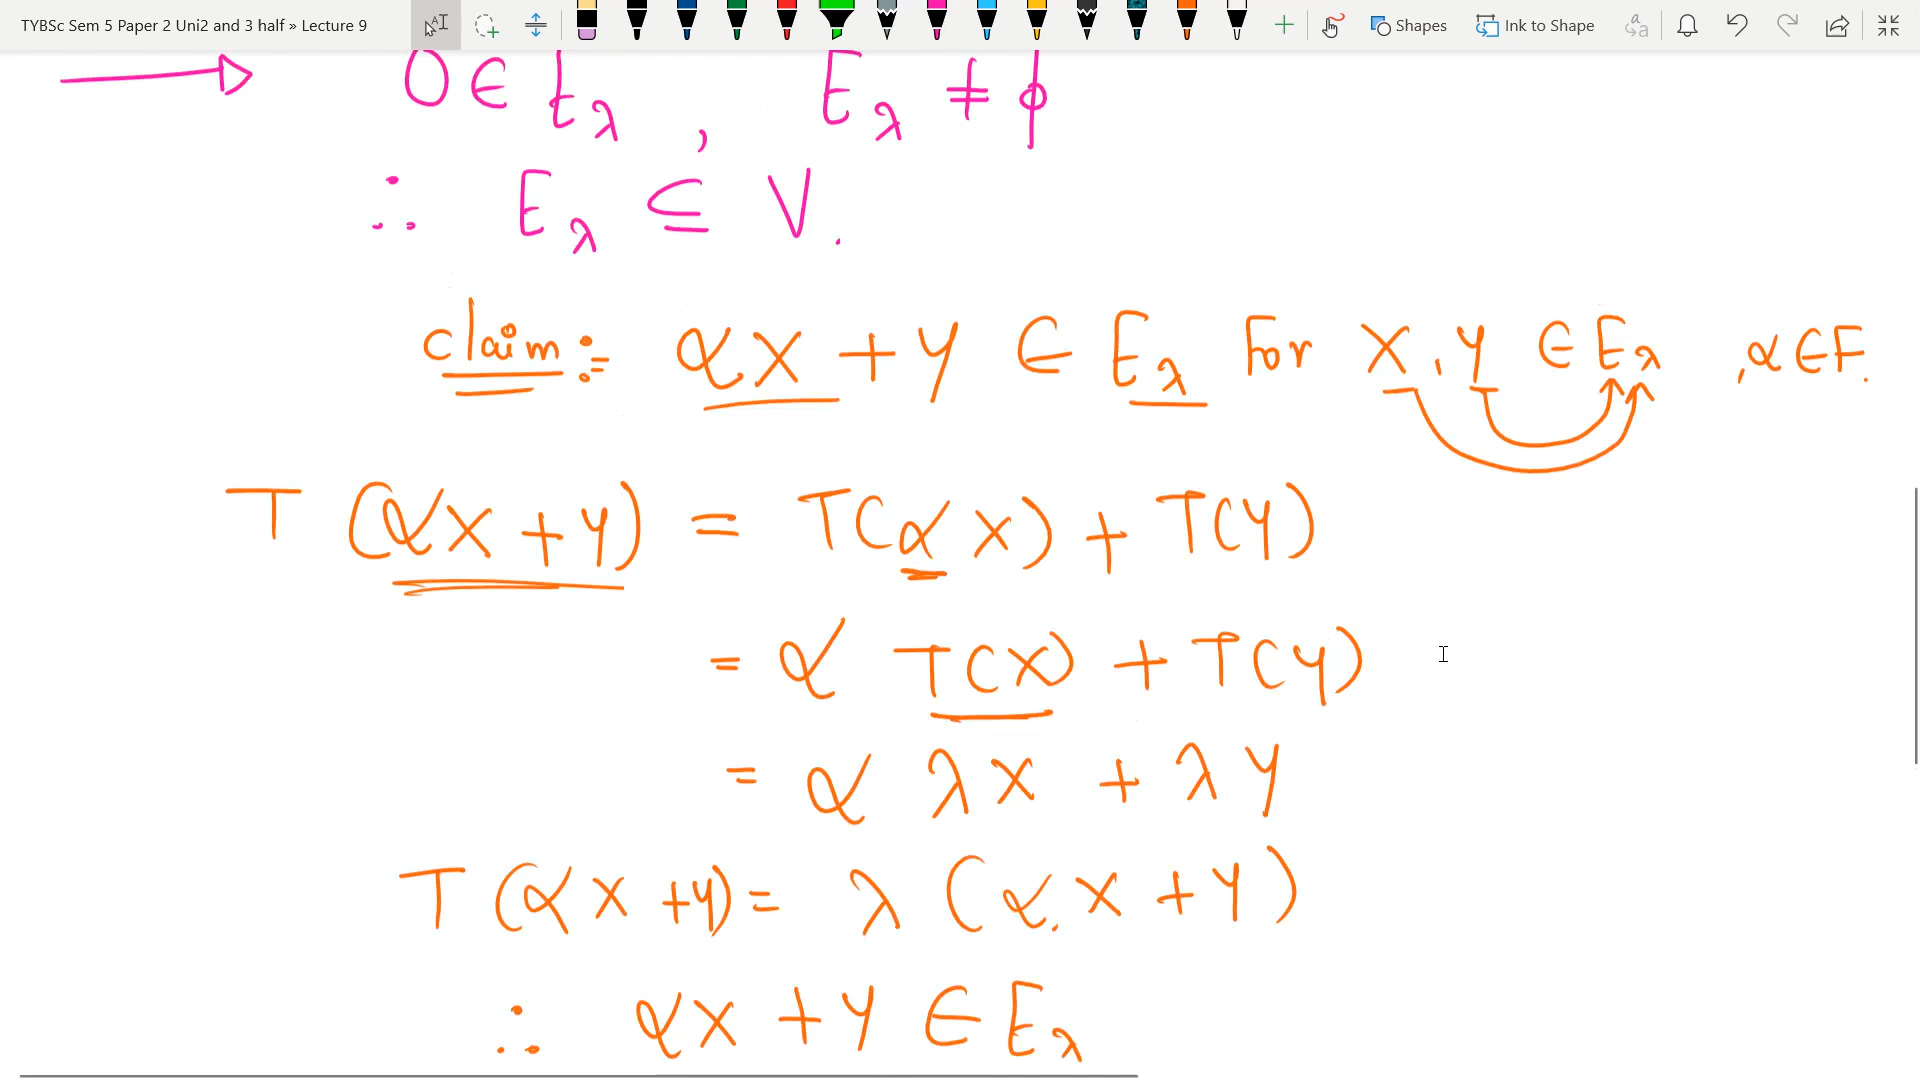 TYBSc Sem 5 Paper 2 Uni2 and 3 half » Lecture 9
Shapes
Ink to Shape
→ 0 ∈ Eλ , Eλ ≠ ϕ
∴ Eλ ⊆ V.
claim:= αX + y ∈ Eλ For X, y ∈ Eλ , α ∈ F.
T (αX + y) = T(αX) + T(y)
= α T(X) + T(y)
= α λX + λy
T (αX + y) = λ (α.X + y)
∴ αX + y ∈ Eλ